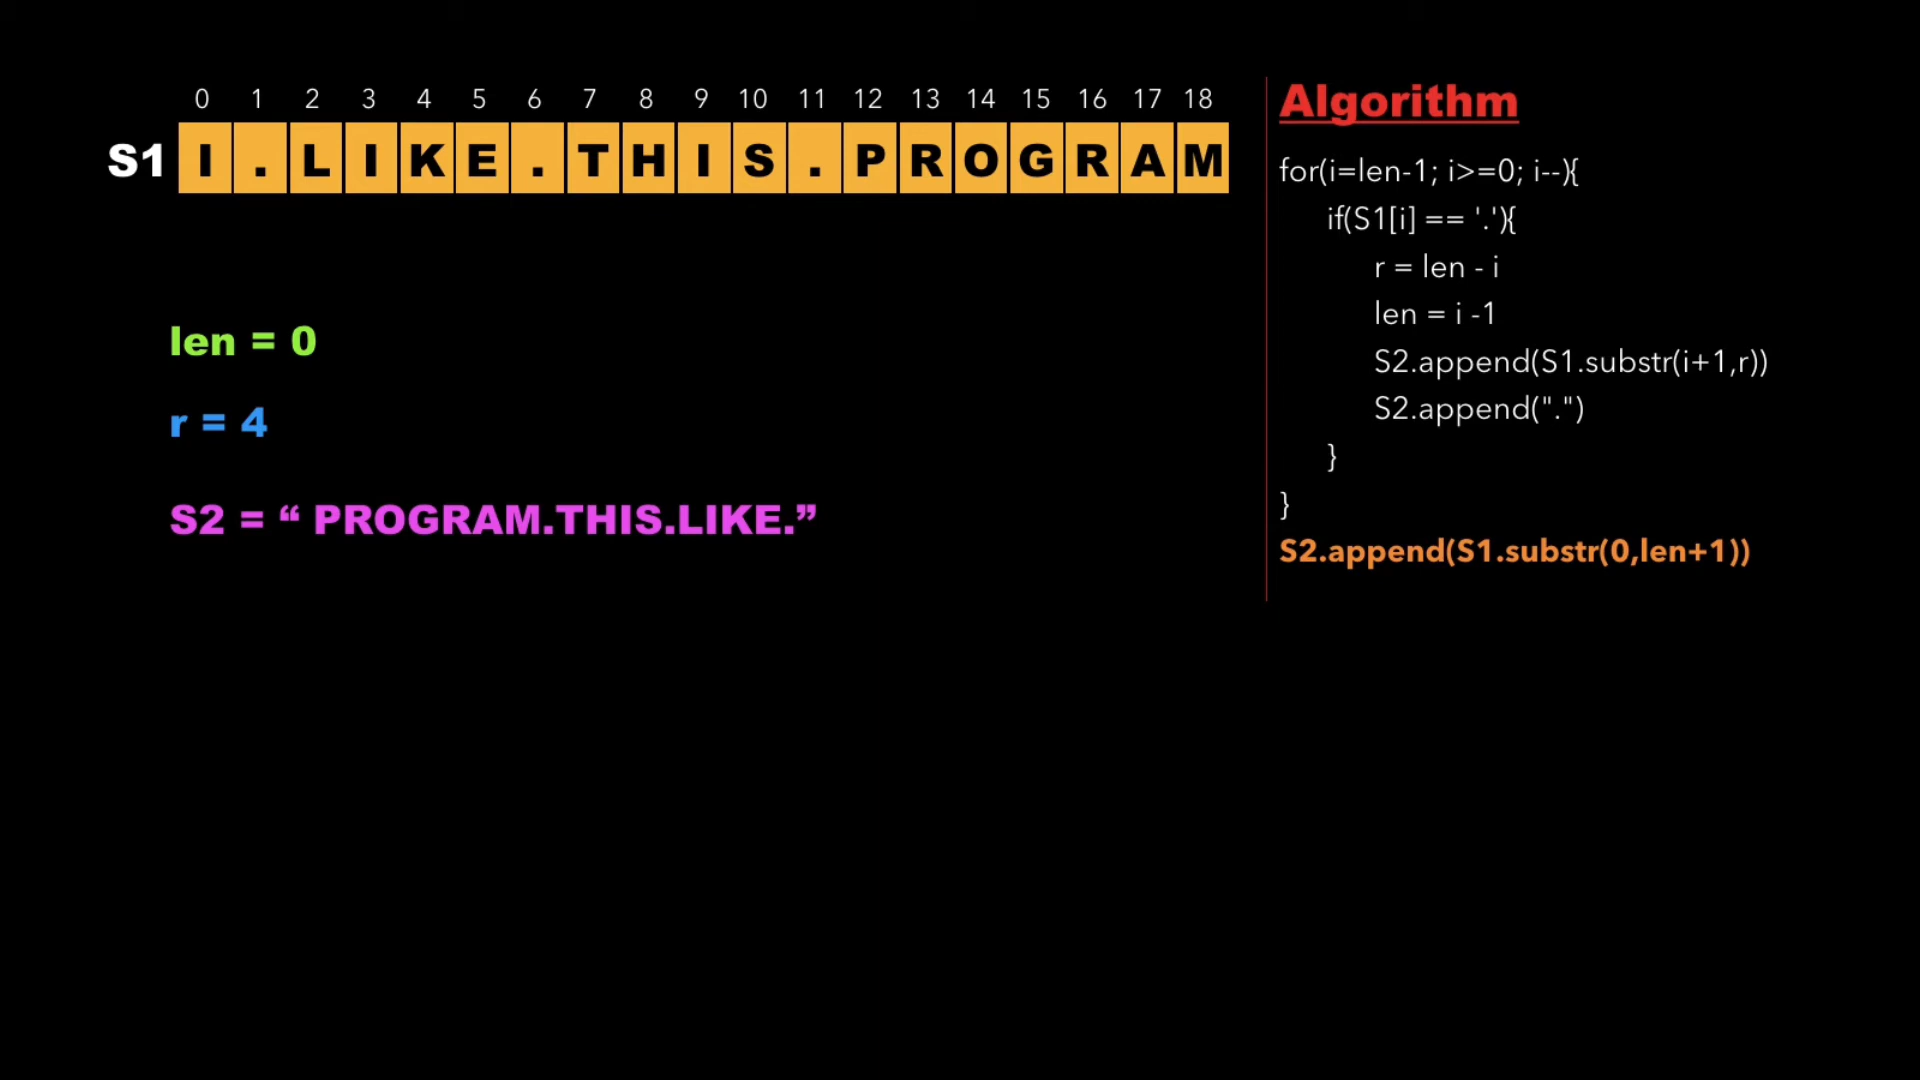 0 1 2 3 4 5 6 7 8 9 10 11 12 13 14 15 16 17 18
S1 I . L I K E . T H I S . P R O G R A M
len = 0
r = 4
S2 = “ PROGRAM.THIS.LIKE.”
Algorithm
for(i=len-1; i>=0; i--){
if(S1[i] == '.'){
r = len - i
len = i -1
S2.append(S1.substr(i+1,r))
S2.append(".")
}
}
S2.append(S1.substr(0,len+1))